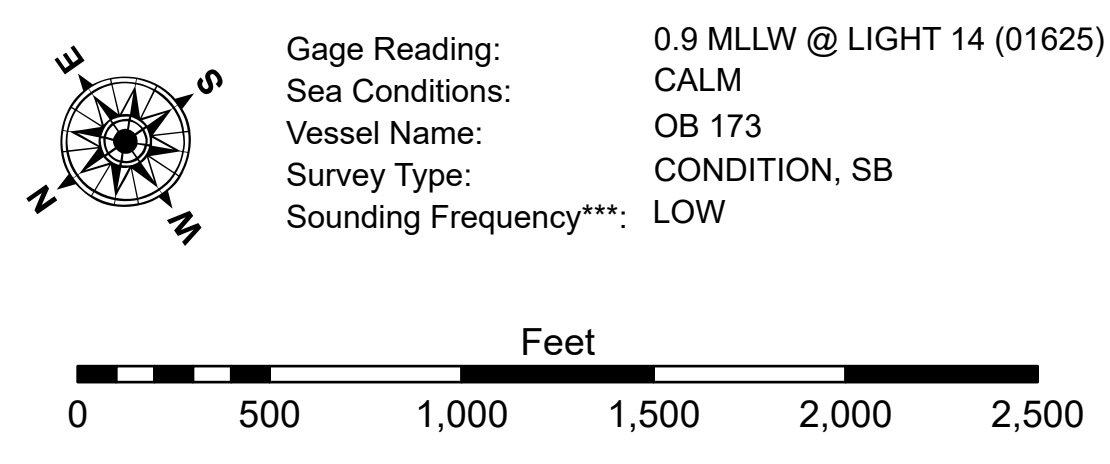 E
S
N
W
Gage Reading: 0.9 MLLW @ LIGHT 14 (01625)
Sea Conditions: CALM
Vessel Name: OB 173
Survey Type: CONDITION, SB
Sounding Frequency***: LOW
Feet
0 500 1,000 1,500 2,000 2,500